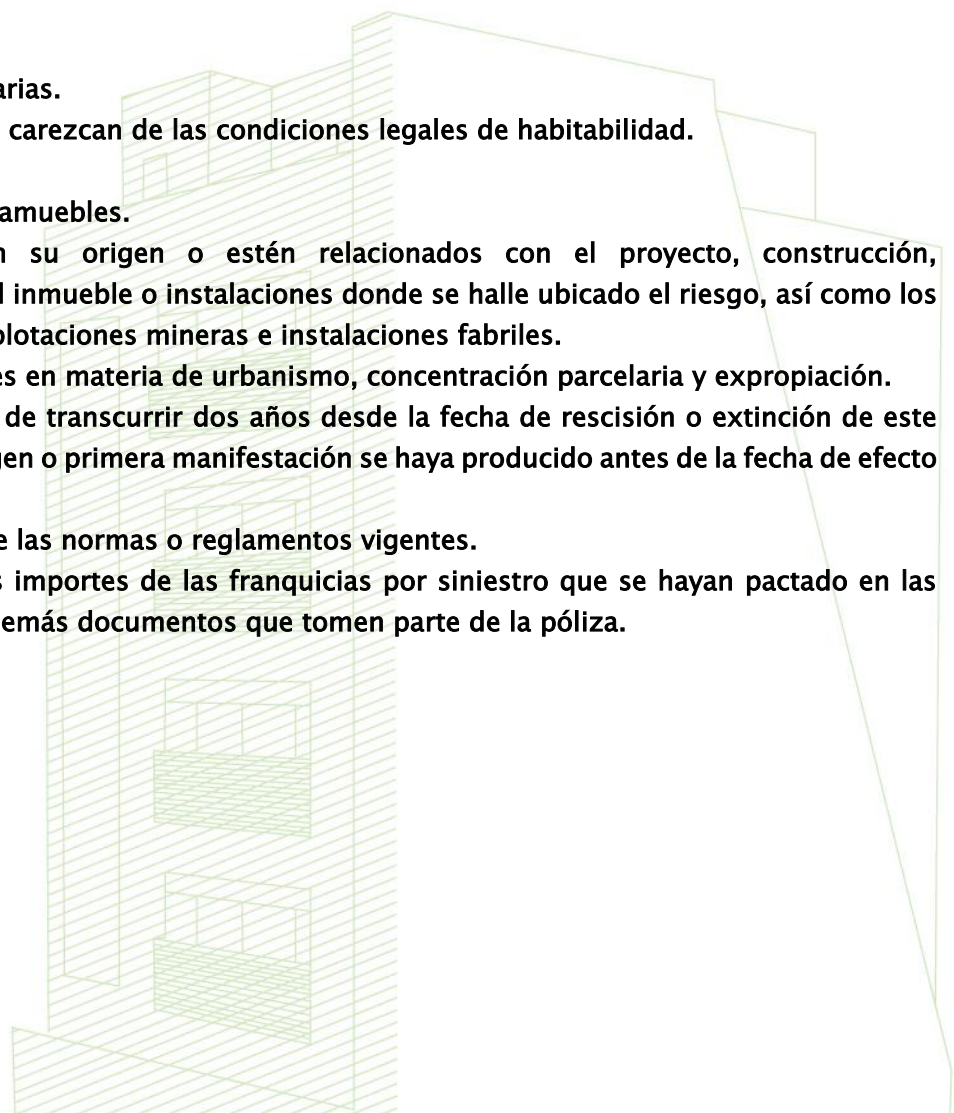 arias.
carezcan de las condiciones legales de habitabilidad.
amuebles.
su origen o estén relacionados con el proyecto, construcción,
inmueble o instalaciones donde se halle ubicado el riesgo, así como los
plotaciones mineras e instalaciones fabriles.
es en materia de urbanismo, concentración parcelaria y expropiación.
de transcurrir dos años desde la fecha de rescisión o extinción de este
gen o primera manifestación se haya producido antes de la fecha de efecto
e las normas o reglamentos vigentes.
s importes de las franquicias por siniestro que se hayan pactado en las
emás documentos que tomen parte de la póliza.